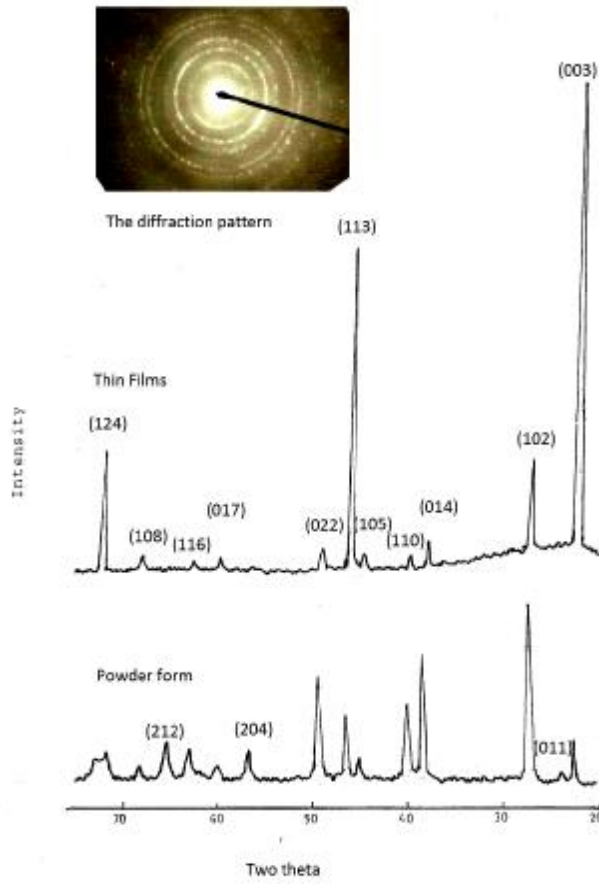 (003)
The diffraction pattern
(113)
Thin Films
Intensity
(124)
(102)
(017)
(014)
(108)
(022)
(105)
(116)
(110)
Powder form
(212)
(204)
(011)
70 60 50 40 30 20
Two theta